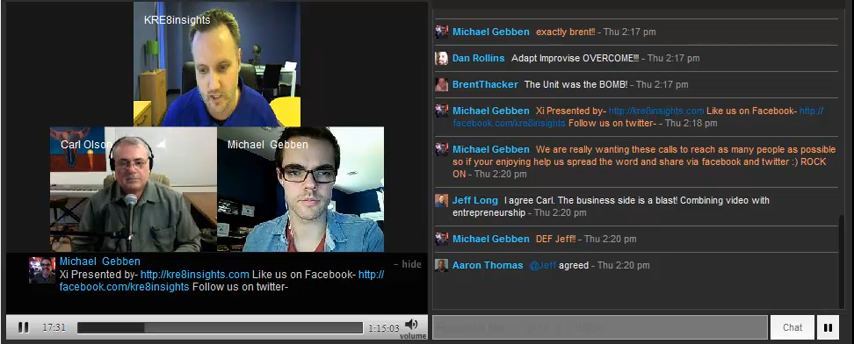 KRE8insights
Carl Olson
Michael Gebben
Michael Gebben
Xi Presented by- http://kre8insights.com Like us on Facebook- http://
facebook.com/kre8insights Follow us on twitter-
– hide
17:31
1:15:03
volume
Michael Gebben exactly brent!! - Thu 2:17 pm
Dan Rollins Adapt Improvise OVERCOME!!! - Thu 2:17 pm
BrentThacker The Unit was the BOMB! - Thu 2:17 pm
Michael Gebben Xi Presented by- http://kre8insights.com Like us on Facebook- http://
facebook.com/kre8insights Follow us on twitter- - Thu 2:18 pm
Michael Gebben We are really wanting these calls to reach as many people as possible
so if your enjoying help us spread the word and share via facebook and twitter :) ROCK
ON - Thu 2:20 pm
Jeff Long I agree Carl. The business side is a blast! Combining video with
entrepreneurship - Thu 2:20 pm
Michael Gebben DEF Jeff!! - Thu 2:20 pm
Aaron Thomas @Jeff agreed - Thu 2:20 pm
Chat